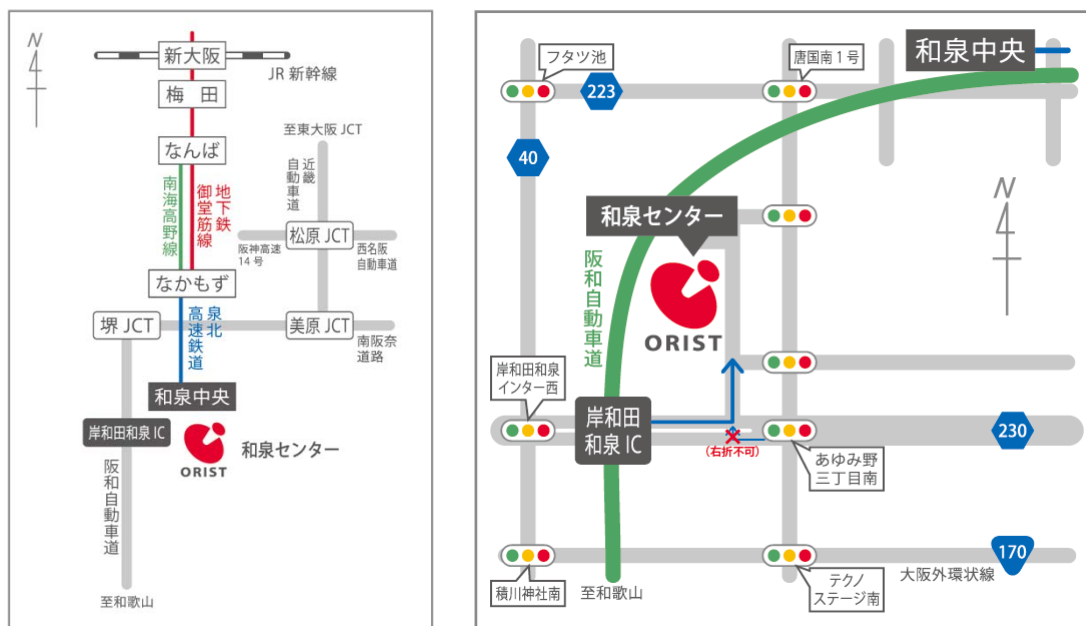 N
新大阪
JR 新幹線
梅田
なんば
南海高野線
地下鉄
御堂筋線
至東大阪 JCT
近畿
自動車道
阪神高速
14 号
松原 JCT
西名阪
自動車道
なかもず
堺 JCT
泉北
高速鉄道
美原 JCT
南阪奈
道路
和泉中央
岸和田和泉 IC
ORIST
和泉センター
阪和自動車道
至和歌山
フタツ池
223
唐国南 1 号
和泉中央
40
N
和泉センター
阪和自動車道
ORIST
岸和田和泉
インター西
岸和田
和泉 IC
(右折不可)
230
あゆみ野
三丁目南
170
大阪外環状線
積川神社南
至和歌山
テクノ
ステージ南